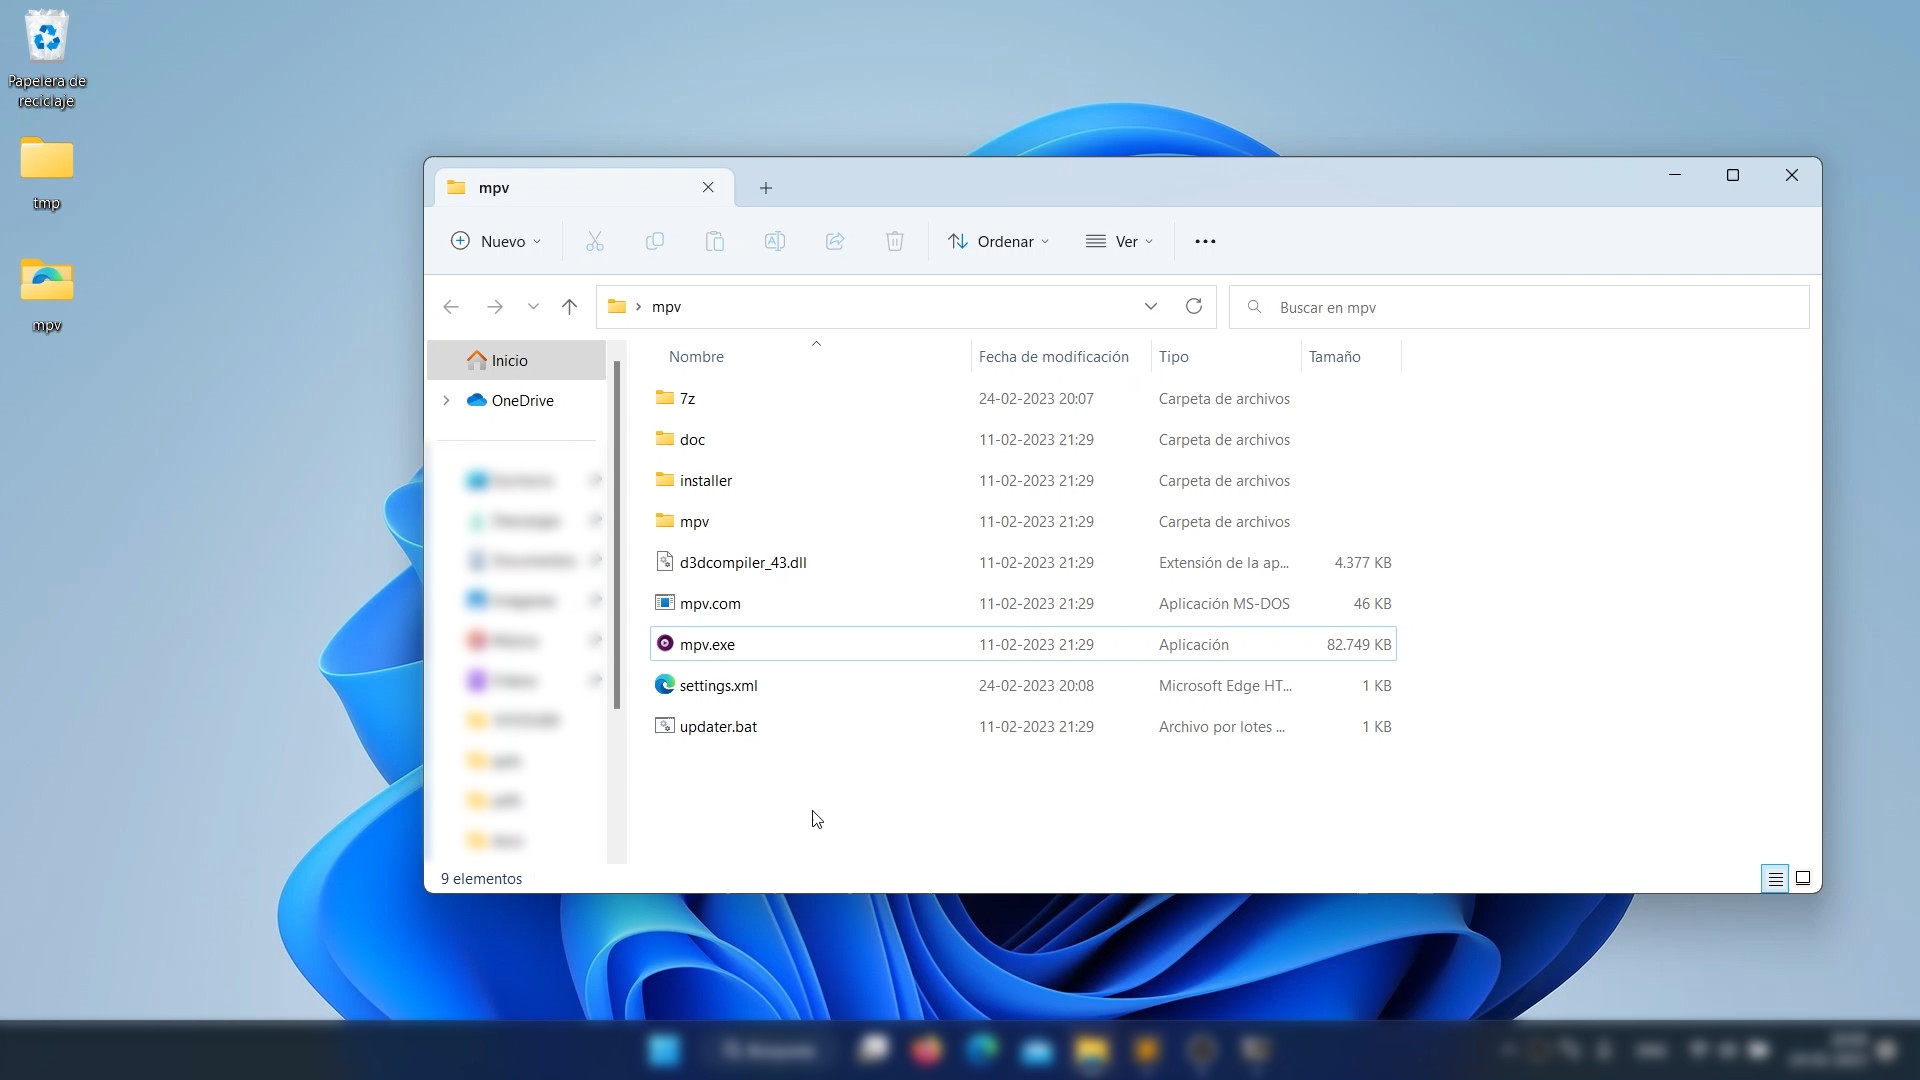 Papelera de
reciclaje
tmp
mpv
mpv
Nuevo
Ordenar
Ver
mpv
Buscar en mpv
Inicio
OneDrive
Nombre Fecha de modificación Tipo Tamaño
7z 24-02-2023 20:07 Carpeta de archivos
doc 11-02-2023 21:29 Carpeta de archivos
installer 11-02-2023 21:29 Carpeta de archivos
mpv 11-02-2023 21:29 Carpeta de archivos
d3dcompiler_43.dll 11-02-2023 21:29 Extensión de la ap... 4.377 KB
mpv.com 11-02-2023 21:29 Aplicación MS-DOS 46 KB
mpv.exe 11-02-2023 21:29 Aplicación 82.749 KB
settings.xml 24-02-2023 20:08 Microsoft Edge HT... 1 KB
updater.bat 11-02-2023 21:29 Archivo por lotes ... 1 KB
9 elementos